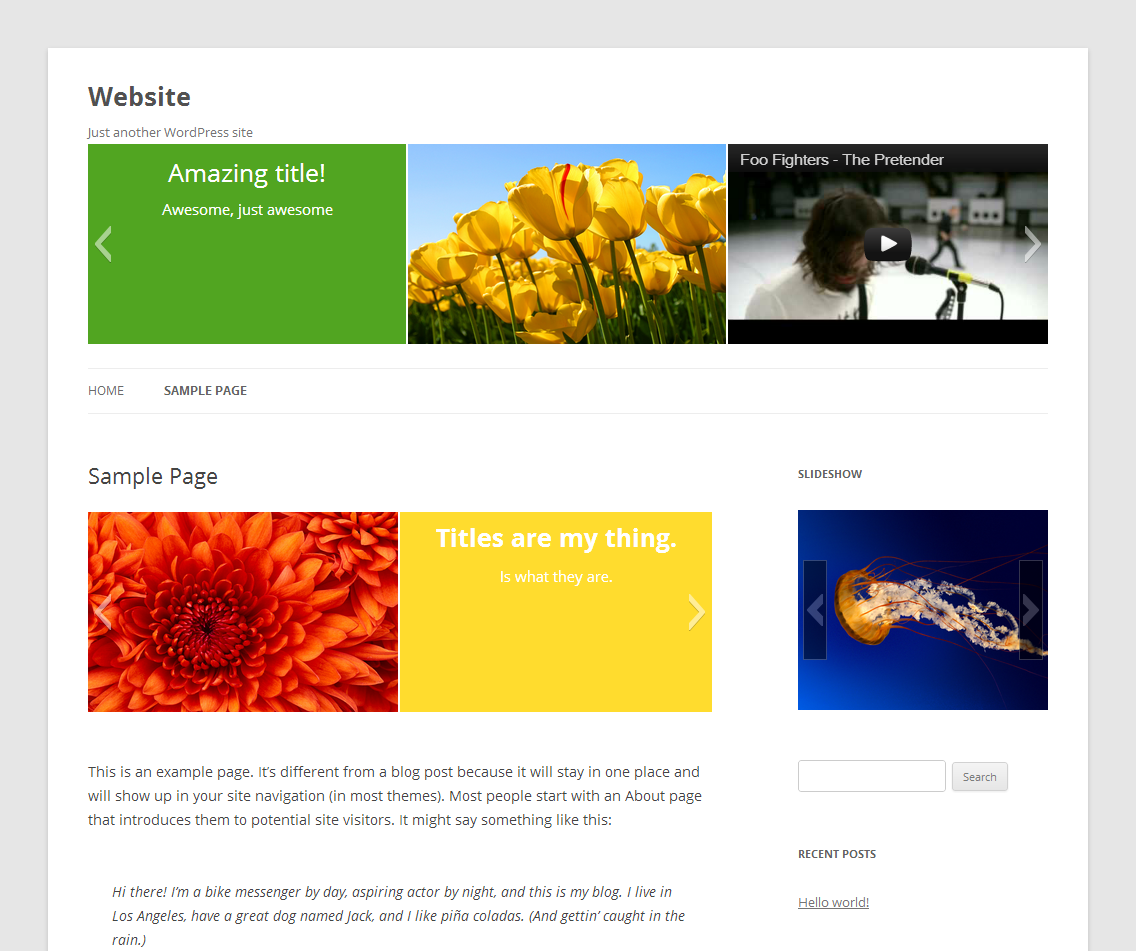 Website
Just another WordPress site
Amazing title!
Awesome, just awesome
Foo Fighters - The Pretender
HOME
SAMPLE PAGE
Sample Page
Titles are my thing.
Is what they are.
This is an example page. It’s different from a blog post because it will stay in one place and
will show up in your site navigation (in most themes). Most people start with an About page
that introduces them to potential site visitors. It might say something like this:
Hi there! I’m a bike messenger by day, aspiring actor by night, and this is my blog. I live in
Los Angeles, have a great dog named Jack, and I like piña coladas. (And gettin’ caught in the
rain.)
SLIDESHOW
Search
RECENT POSTS
Hello world!